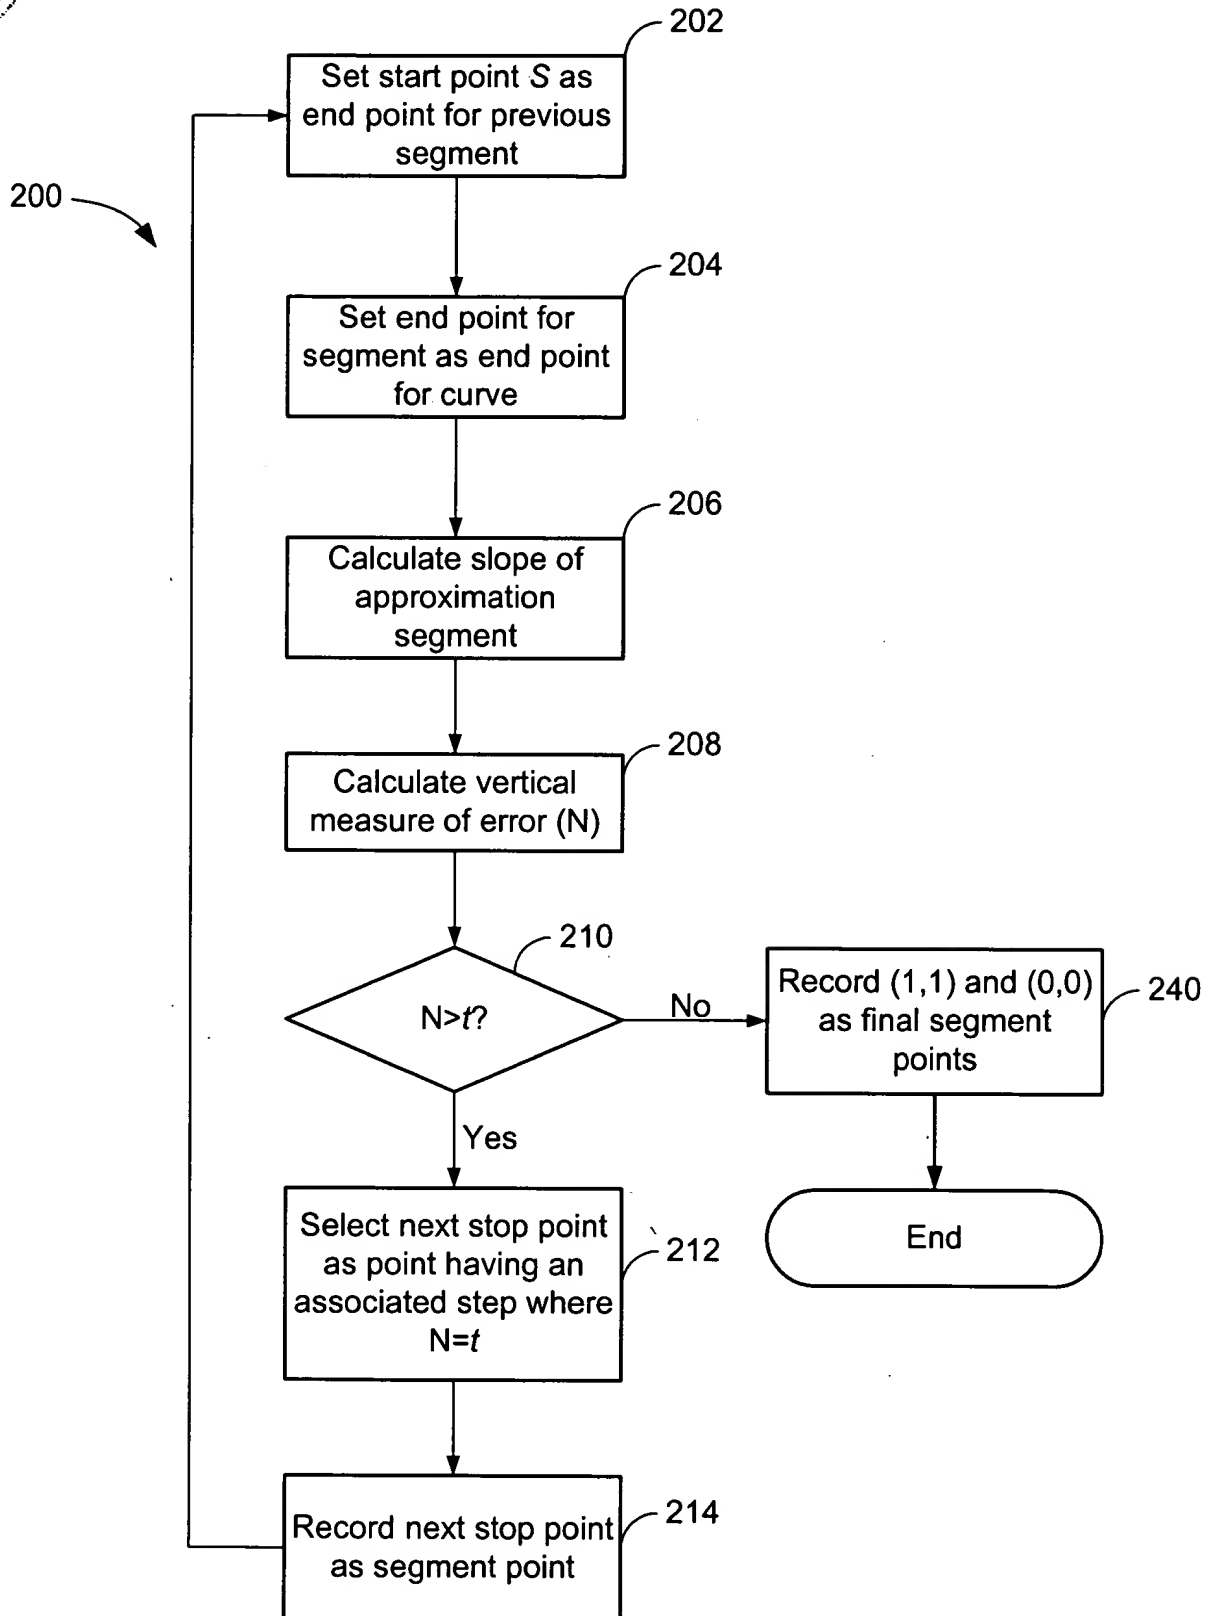 202
Set start point S as
end point for previous
segment
200
204
Set end point for
segment as end point
for curve
206
Calculate slope of
approximation
segment
208
Calculate vertical
measure of error (N)
210
N>t?
No
Record (1,1) and (0,0)
as final segment
points
240
Yes
Select next stop point
as point having an
associated step where
N=t
212
End
Record next stop point
as segment point
214